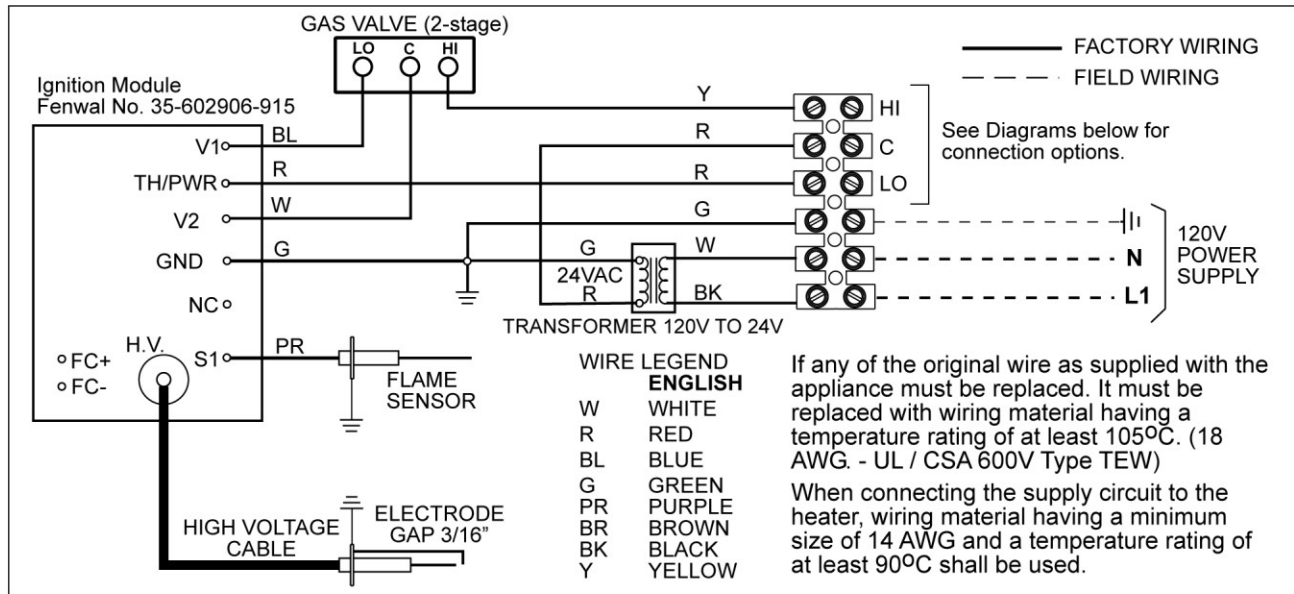 GAS VALVE (2-stage)
LO C HI
Ignition Module
Fenwal No. 35-602906-915
V1 BL
TH/PWR R
V2 W
GND G
NC
FC+
FC-
H.V.
S1 PR
FLAME
SENSOR
HIGH VOLTAGE
CABLE
ELECTRODE
GAP 3/16”
Y
R
R
G
W
BK
G
24VAC
R
TRANSFORMER 120V TO 24V
HI
C
LO
See Diagrams below for
connection options.
FACTORY WIRING
FIELD WIRING
N
L1
120V
POWER
SUPPLY
WIRE LEGEND
ENGLISH
W WHITE
R RED
BL BLUE
G GREEN
PR PURPLE
BR BROWN
BK BLACK
Y YELLOW
If any of the original wire as supplied with the
appliance must be replaced. It must be
replaced with wiring material having a
temperature rating of at least 105ºC. (18
AWG. - UL / CSA 600V Type TEW)
When connecting the supply circuit to the
heater, wiring material having a minimum
size of 14 AWG and a temperature rating of
at least 90ºC shall be used.